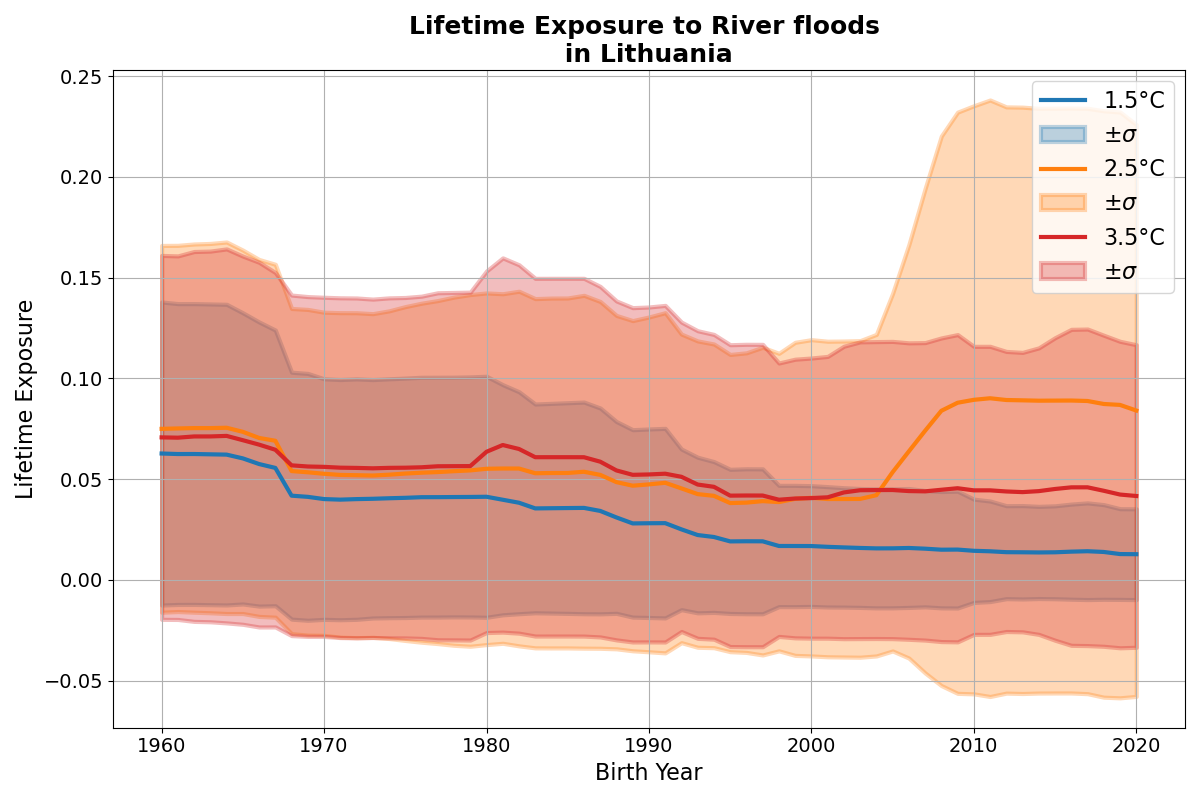 Lifetime Exposure to River floods
in Lithuania
0.25
0.20
0.15
0.10
0.05
0.00
−0.05
Lifetime Exposure
1.5°C
±σ
2.5°C
±σ
3.5°C
±σ
1960 1970 1980 1990 2000 2010 2020
Birth Year